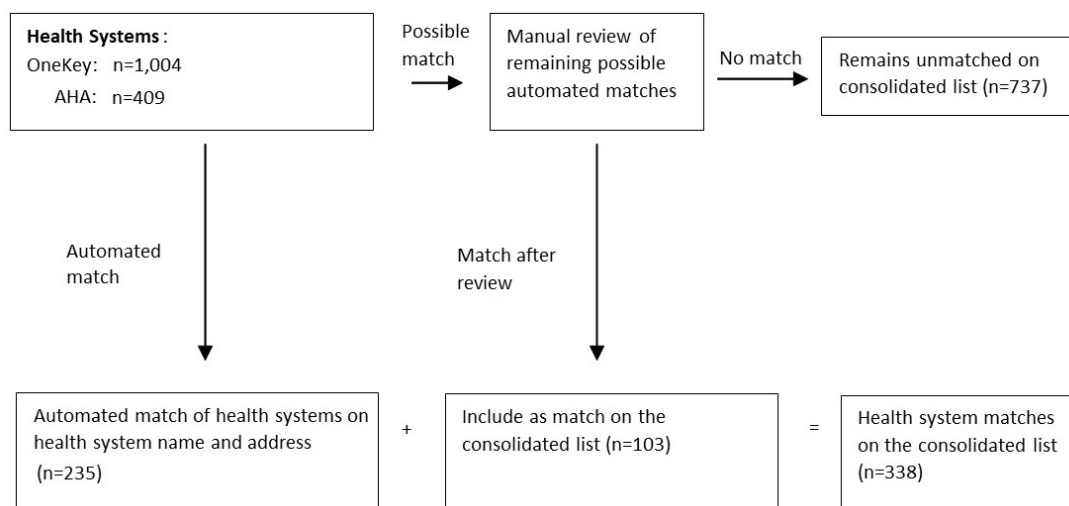 Health Systems:
OneKey: n=1,004
AHA: n=409
Possible
match
Manual review of
remaining possible
automated matches
No match
Remains unmatched on
consolidated list (n=737)
Automated
match
Match after
review
Automated match of health systems on
health system name and address
(n=235)
+
Include as match on the
consolidated list (n=103)
=
Health system matches
on the consolidated list
(n=338)